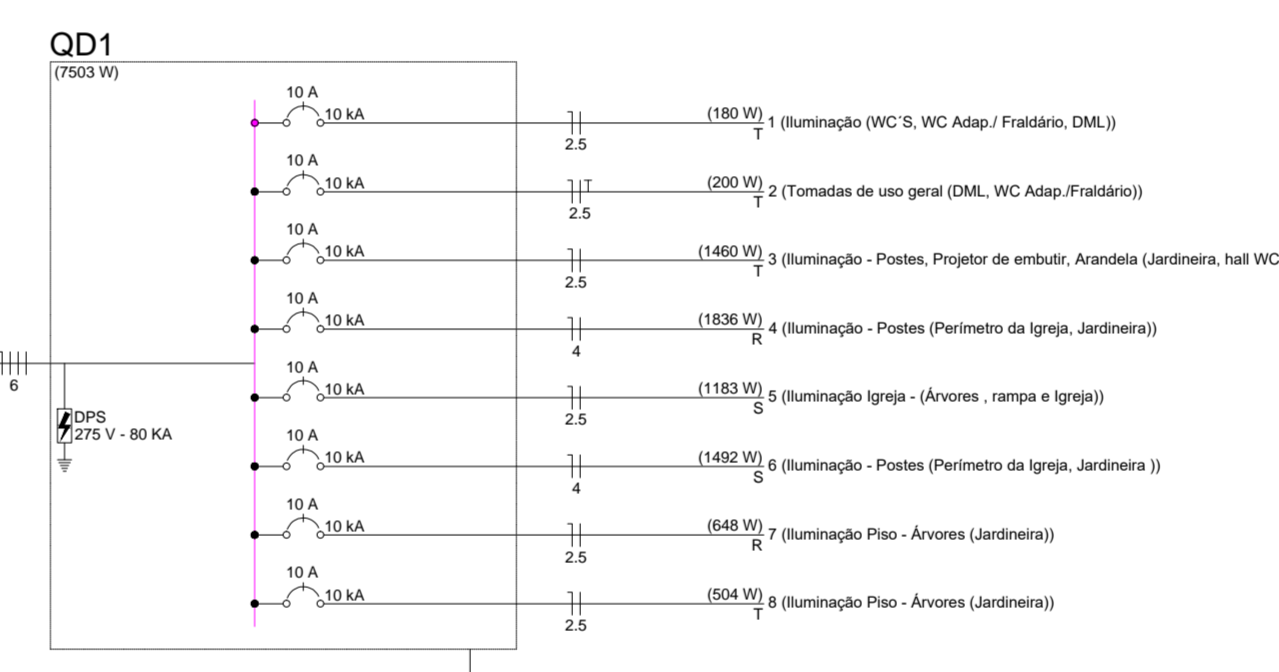 QD1
(7503 W)
10 A
10 kA
2.5
(180 W)
T
1 (Iluminação (WC´S, WC Adap./ Fraldário, DML))
10 A
10 kA
T
2.5
(200 W)
T
2 (Tomadas de uso geral (DML, WC Adap./Fraldário))
10 A
10 kA
2.5
(1460 W)
T
3 (Iluminação - Postes, Projetor de embutir, Arandela (Jardineira, hall WC
10 A
10 kA
4
(1836 W)
R
4 (Iluminação - Postes (Perímetro da Igreja, Jardineira))
6
DPS
275 V - 80 KA
10 A
10 kA
2.5
(1183 W)
S
5 (Iluminação Igreja - (Árvores , rampa e Igreja))
10 A
10 kA
4
(1492 W)
S
6 (Iluminação - Postes (Perímetro da Igreja, Jardineira ))
10 A
10 kA
2.5
(648 W)
R
7 (Iluminação Piso - Árvores (Jardineira))
10 A
10 kA
2.5
(504 W)
T
8 (Iluminação Piso - Árvores (Jardineira))